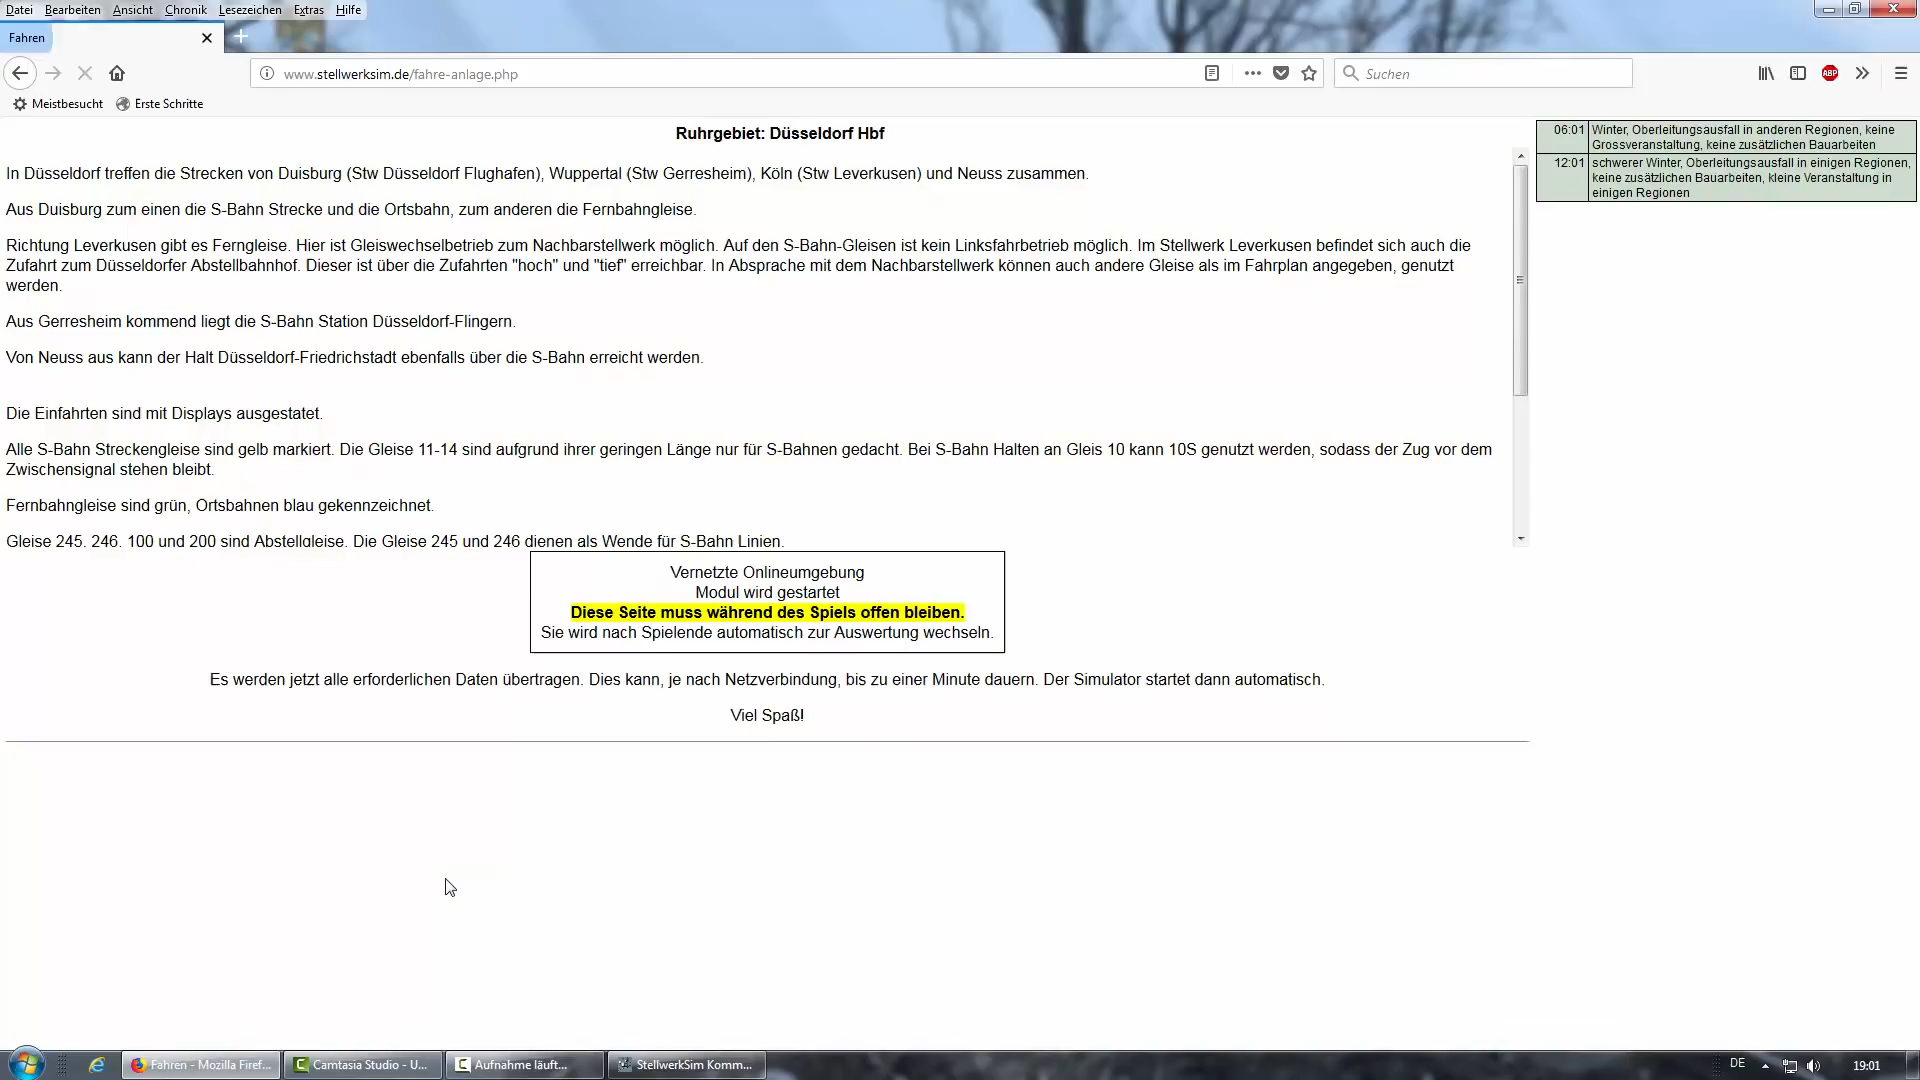 Datei Bearbeiten Ansicht Chronik Lesezeichen Extras Hilfe
Fahren
www.stellwerksim.de/fahre-anlage.php
Suchen
ABP
Meistbesucht Erste Schritte
Ruhrgebiet: Düsseldorf Hbf
In Düsseldorf treffen die Strecken von Duisburg (Stw Düsseldorf Flughafen), Wuppertal (Stw Gerresheim), Köln (Stw Leverkusen) und Neuss zusammen.
Aus Duisburg zum einen die S-Bahn Strecke und die Ortsbahn, zum anderen die Fernbahngleise.
Richtung Leverkusen gibt es Ferngleise. Hier ist Gleiswechselbetrieb zum Nachbarstellwerk möglich. Auf den S-Bahn-Gleisen ist kein Linksfahrbetrieb möglich. Im Stellwerk Leverkusen befindet sich auch die
Zufahrt zum Düsseldorfer Abstellbahnhof. Dieser ist über die Zufahrten "hoch" und "tief" erreichbar. In Absprache mit dem Nachbarstellwerk können auch andere Gleise als im Fahrplan angegeben, genutzt
werden.
Aus Gerresheim kommend liegt die S-Bahn Station Düsseldorf-Flingern.
Von Neuss aus kann der Halt Düsseldorf-Friedrichstadt ebenfalls über die S-Bahn erreicht werden.
Die Einfahrten sind mit Displays ausgestatet.
Alle S-Bahn Streckengleise sind gelb markiert. Die Gleise 11-14 sind aufgrund ihrer geringen Länge nur für S-Bahnen gedacht. Bei S-Bahn Halten an Gleis 10 kann 10S genutzt werden, sodass der Zug vor dem
Zwischensignal stehen bleibt.
Fernbahngleise sind grün, Ortsbahnen blau gekennzeichnet.
Gleise 245, 246, 100 und 200 sind Abstellgleise. Die Gleise 245 und 246 dienen als Wende für S-Bahn Linien.
Vernetzte Onlineumgebung
Modul wird gestartet
Diese Seite muss während des Spiels offen bleiben.
Sie wird nach Spielende automatisch zur Auswertung wechseln.
Es werden jetzt alle erforderlichen Daten übertragen. Dies kann, je nach Netzverbindung, bis zu einer Minute dauern. Der Simulator startet dann automatisch.
Viel Spaß!
06:01 Winter, Oberleitungsausfall in anderen Regionen, keine
Grossveranstaltung, keine zusätzlichen Bauarbeiten
12:01 schwerer Winter, Oberleitungsausfall in einigen Regionen,
keine zusätzlichen Bauarbeiten, kleine Veranstaltung in
einigen Regionen
Fahren - Mozilla Firef... Camtasia Studio - U... Aufnahme läuft... StellwerkSim Komm... DE 19:01